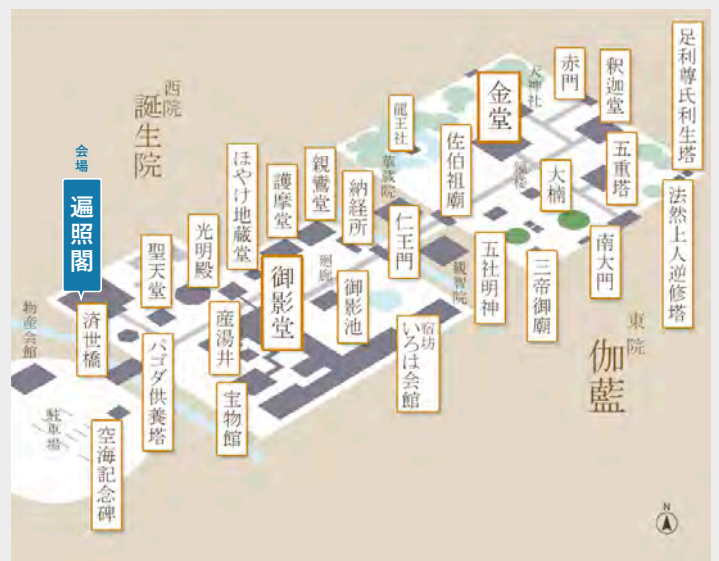 足利尊氏利生塔
釈迦堂
赤門
天神社
金堂
五重塔
大楠
法然上人逆修塔
南大門
三帝御廟
五社明神
佐伯祖廟
龍王社
華蔵院
仁王門
観智院
東院
伽藍
西院
誕生院
納経所
親鸞堂
護摩堂
ほやけ地蔵堂
廻廊
御影池
宿坊
いろは会館
御影堂
光明殿
産湯井
宝物館
聖天堂
パゴダ供養塔
会場
遍照閣
済世橋
物産会館
駐車場
空海記念碑
N